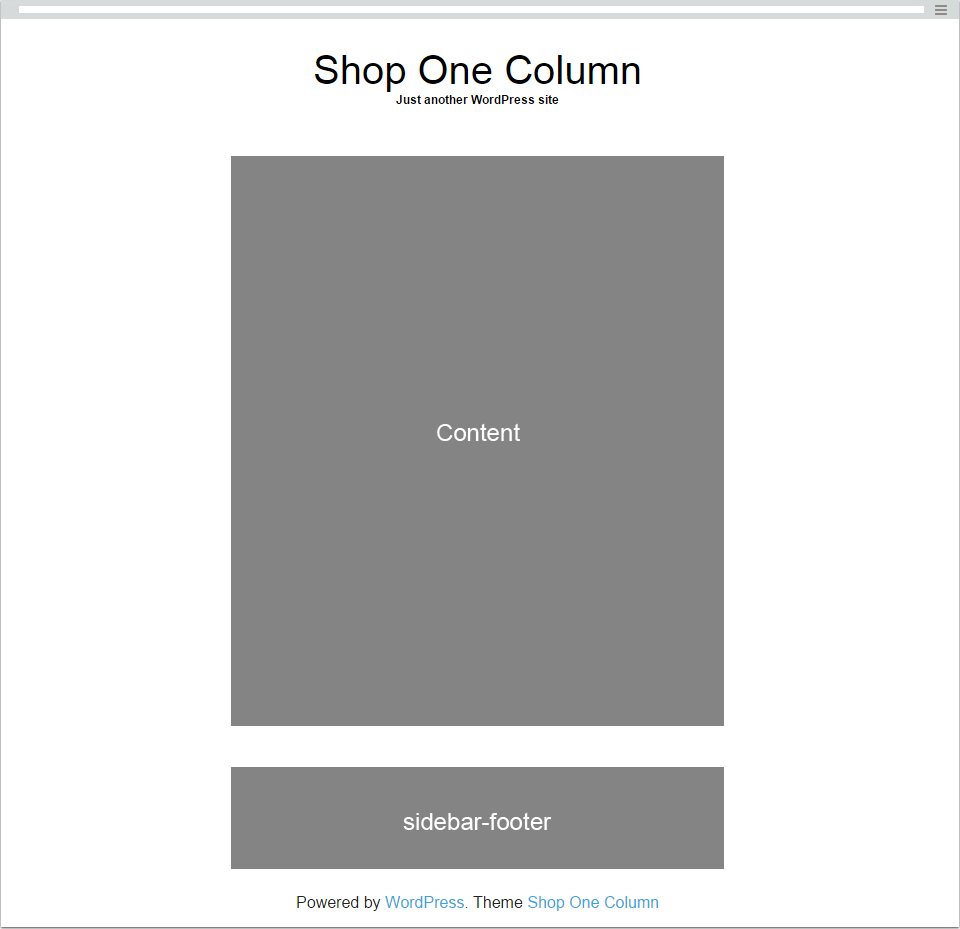 Shop One Column
Just another WordPress site
Content
sidebar-footer
Powered by WordPress. Theme Shop One Column